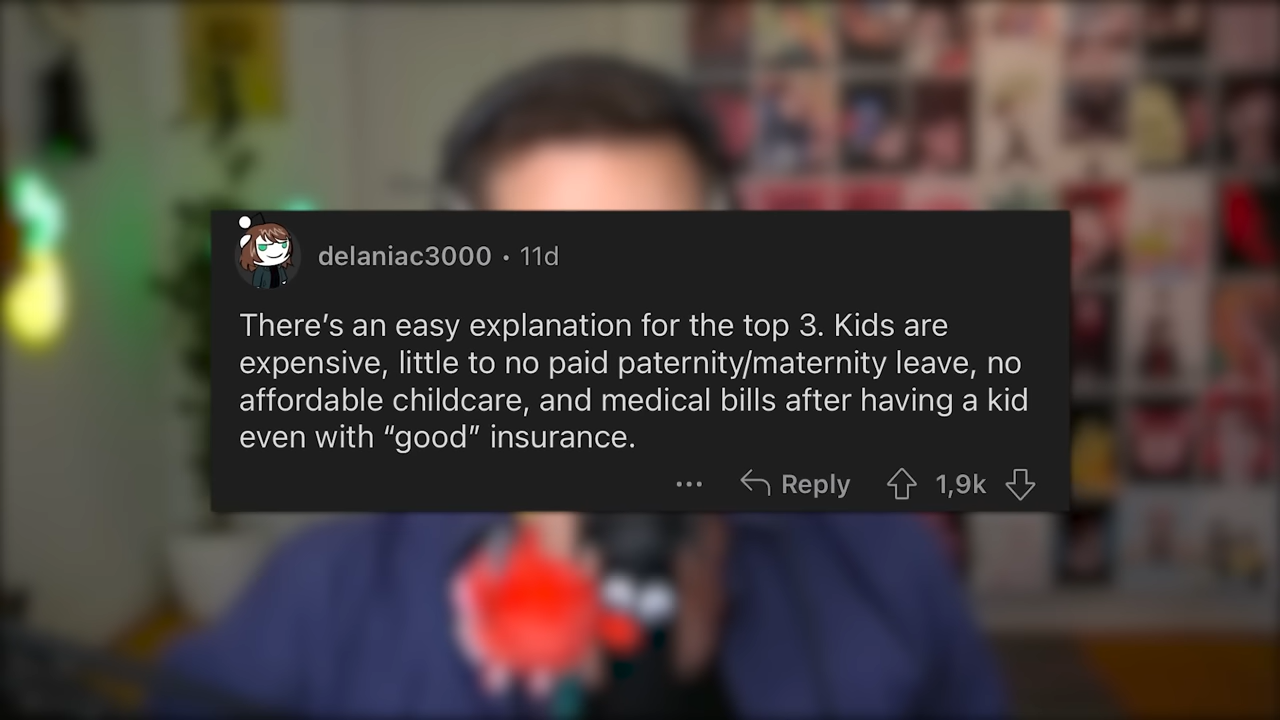 delaniac3000 · 11d
There’s an easy explanation for the top 3. Kids are
expensive, little to no paid paternity/maternity leave, no
affordable childcare, and medical bills after having a kid
even with “good” insurance.
... Reply 1,9k